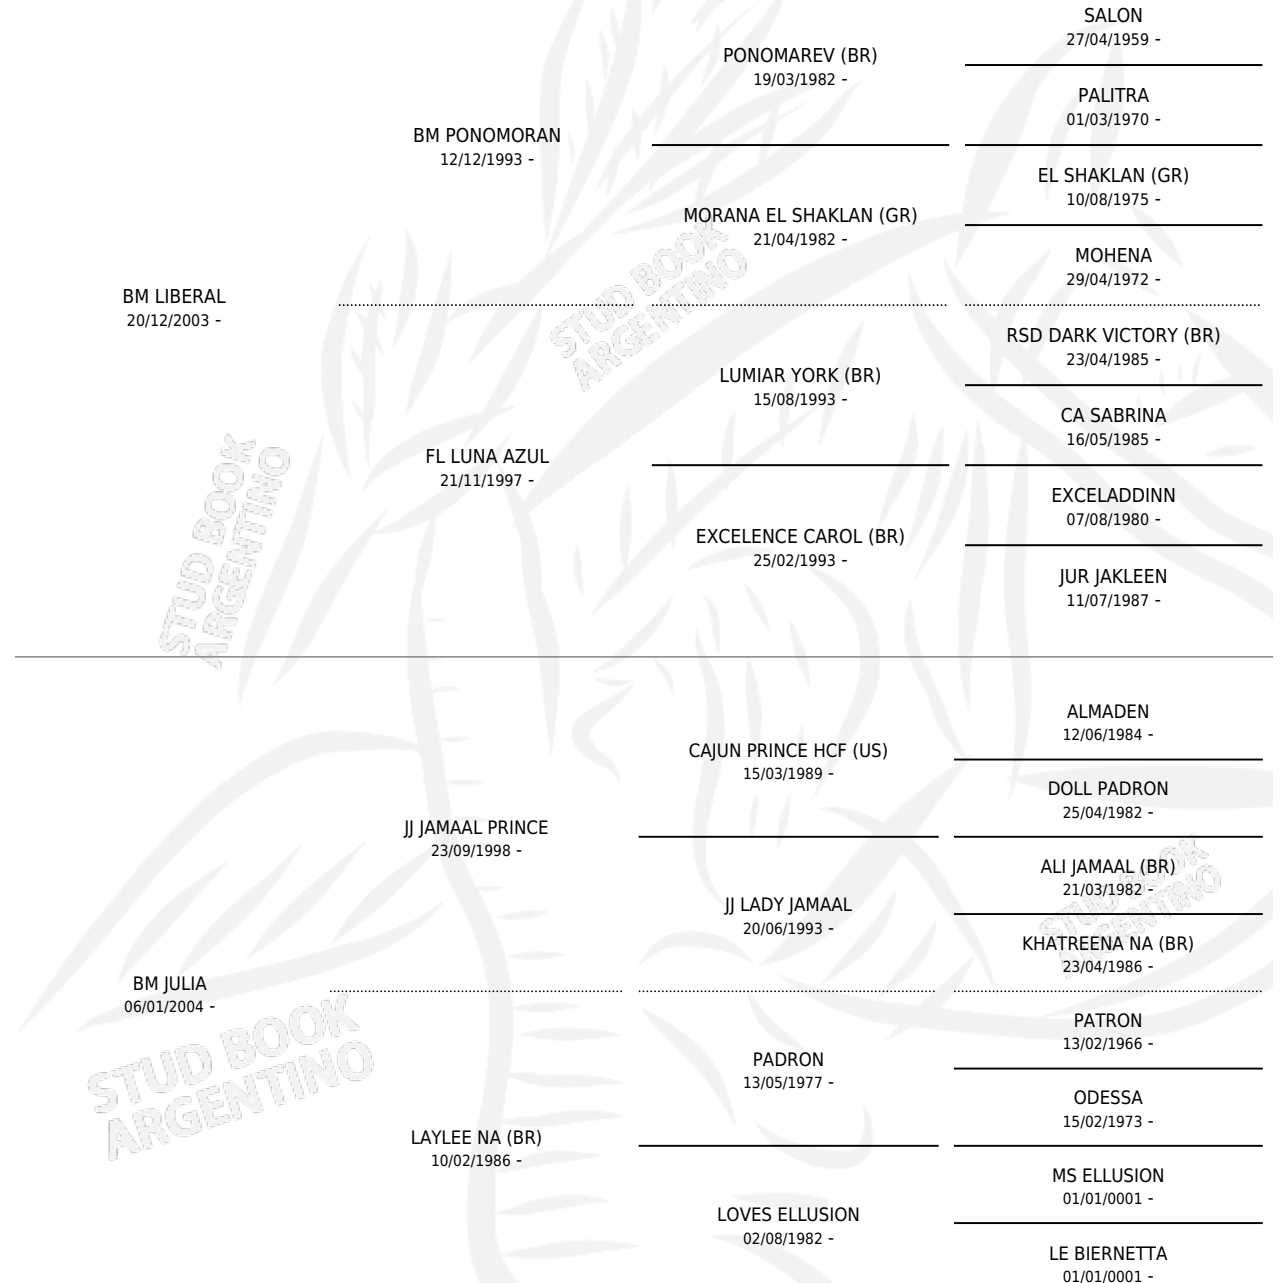 SALON
27/04/1959 -
PONOMAREV (BR)
19/03/1982 -
PALITRA
01/03/1970 -
BM PONOMORAN
12/12/1993 -
EL SHAKLAN (GR)
10/08/1975 -
MORANA EL SHAKLAN (GR)
21/04/1982 -
MOHENA
29/04/1972 -
BM LIBERAL
20/12/2003 -
RSD DARK VICTORY (BR)
23/04/1985 -
LUMIAR YORK (BR)
15/08/1993 -
CA SABRINA
16/05/1985 -
FL LUNA AZUL
21/11/1997 -
EXCELADDINN
07/08/1980 -
EXCELENCE CAROL (BR)
25/02/1993 -
JUR JAKLEEN
11/07/1987 -
STUD BOOK
ARGENTINO
STUD BOOK
ARGENTINO
ALMADEN
12/06/1984 -
CAJUN PRINCE HCF (US)
15/03/1989 -
DOLL PADRON
25/04/1982 -
JJ JAMAAL PRINCE
23/09/1998 -
ALI JAMAAL (BR)
21/03/1982 -
JJ LADY JAMAAL
20/06/1993 -
KHATREENA NA (BR)
23/04/1986 -
BM JULIA
06/01/2004 -
PATRON
13/02/1966 -
PADRON
13/05/1977 -
ODESSA
15/02/1973 -
LAYLEE NA (BR)
10/02/1986 -
MS ELLUSION
01/01/0001 -
LOVES ELLUSION
02/08/1982 -
LE BIERNETTA
01/01/0001 -
STUD BOOK
ARGENTINO
STUD BOOK
ARGENTINO